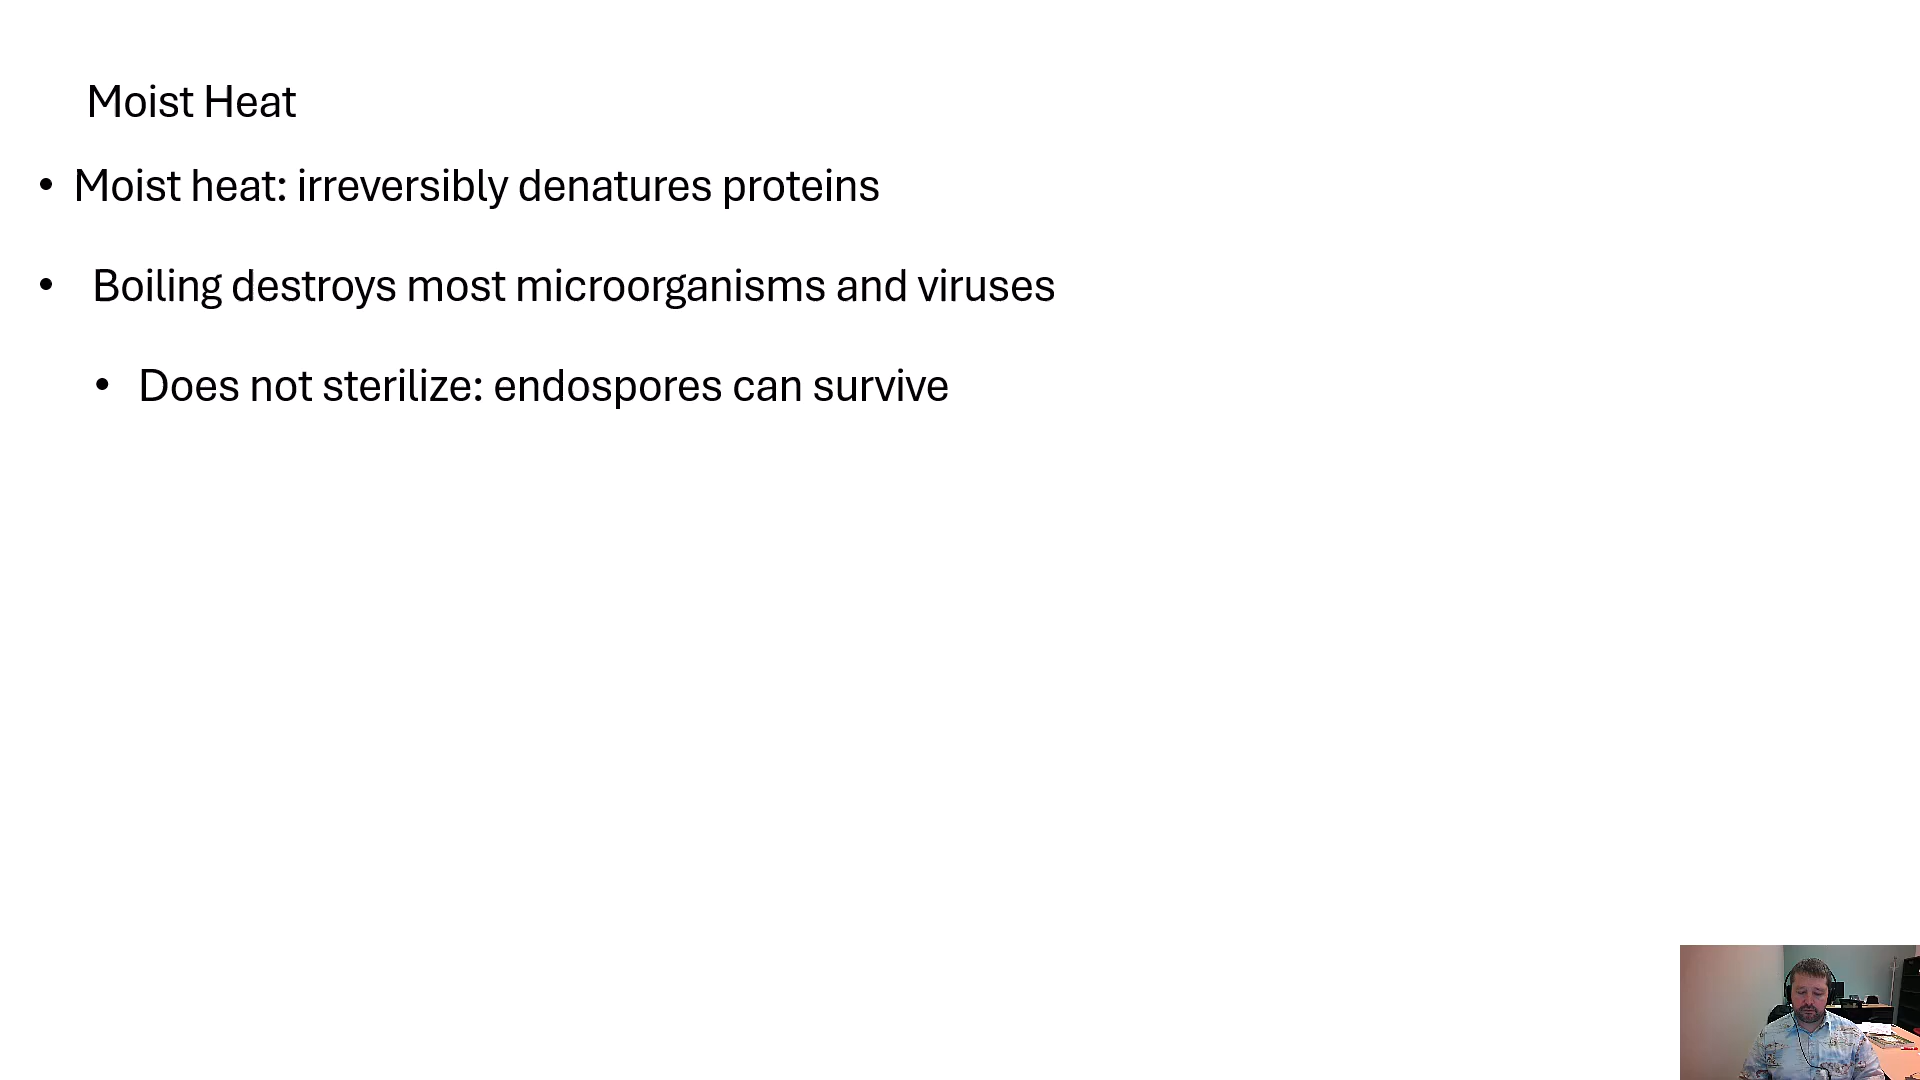 Moist Heat
• Moist heat: irreversibly denatures proteins
• Boiling destroys most microorganisms and viruses
• Does not sterilize: endospores can survive